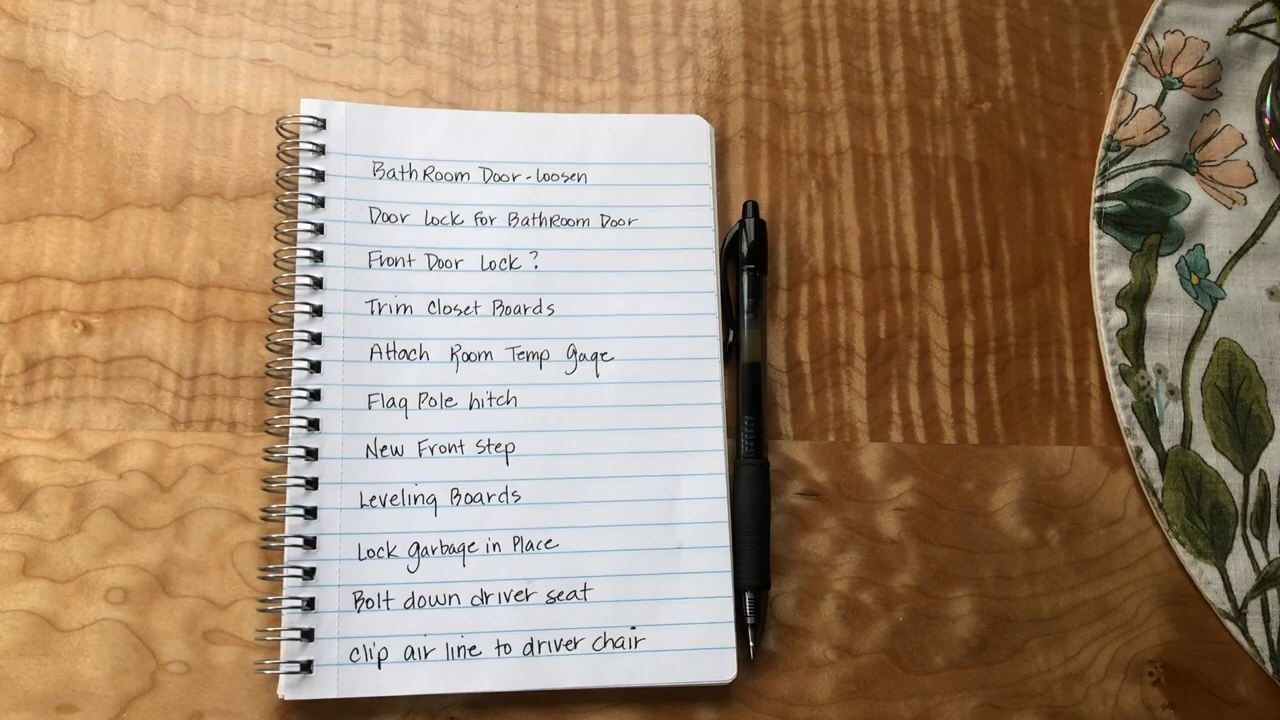 BathRoom Door-loosen
Door Lock for BathRoom Door
Front Door Lock ?
Trim Closet Boards
Attach Room Temp gage
Flag Pole hitch
New Front Step
Leveling Boards
Lock garbage in Place
Bolt down driver seat
clip air line to driver chair